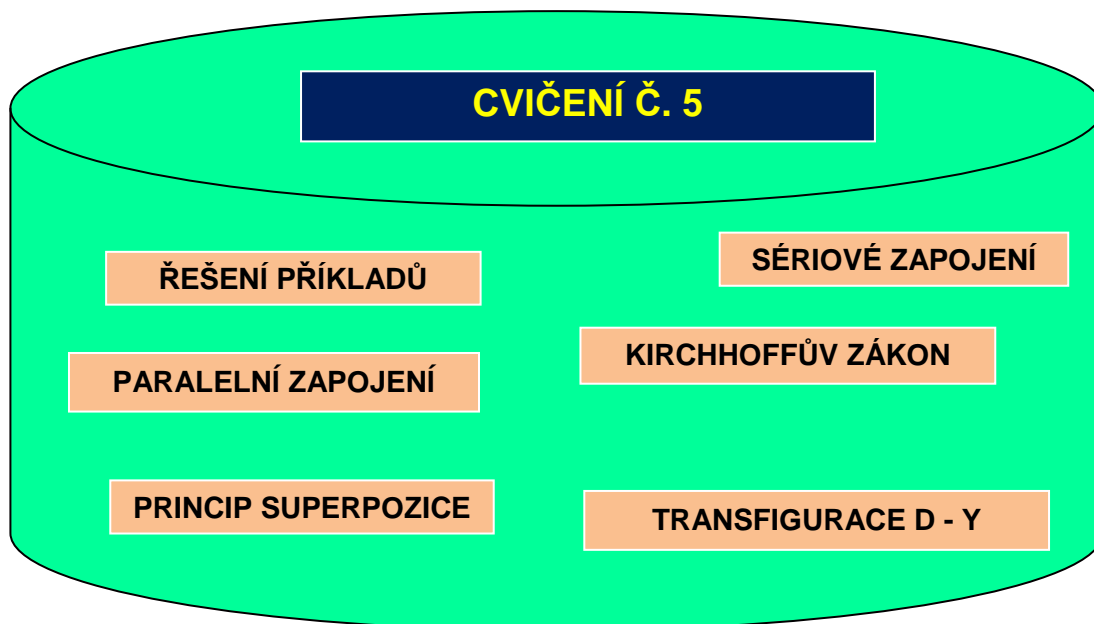 CVIČENÍ Č. 5
ŘEŠENÍ PŘÍKLADŮ
SÉRIOVÉ ZAPOJENÍ
PARALELNÍ ZAPOJENÍ
KIRCHHOFFŮV ZÁKON
PRINCIP SUPERPOZICE
TRANSFIGURACE D - Y